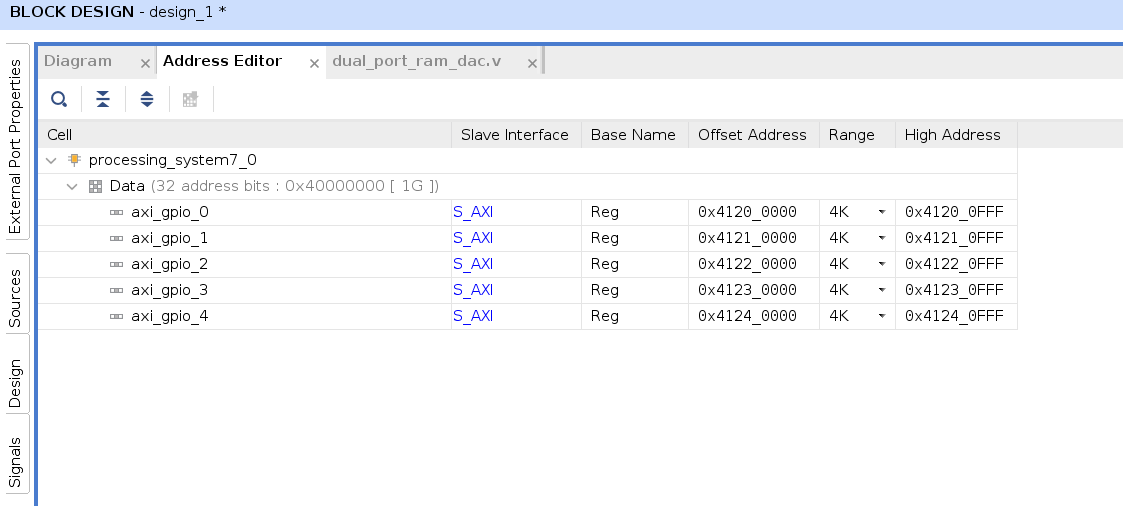 BLOCK DESIGN - design_1 *
External Port Properties
Sources
Design
Signals
Diagram × Address Editor × dual_port_ram_dac.v ×
Cell Slave Interface Base Name Offset Address Range High Address
processing_system7_0
Data (32 address bits : 0x40000000 [ 1G ])
axi_gpio_0 S_AXI Reg 0x4120_0000 4K 0x4120_0FFF
axi_gpio_1 S_AXI Reg 0x4121_0000 4K 0x4121_0FFF
axi_gpio_2 S_AXI Reg 0x4122_0000 4K 0x4122_0FFF
axi_gpio_3 S_AXI Reg 0x4123_0000 4K 0x4123_0FFF
axi_gpio_4 S_AXI Reg 0x4124_0000 4K 0x4124_0FFF